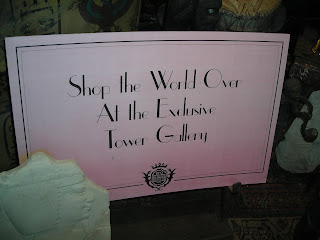 Shop the World Over
At the Exclusive
Tower Gallery